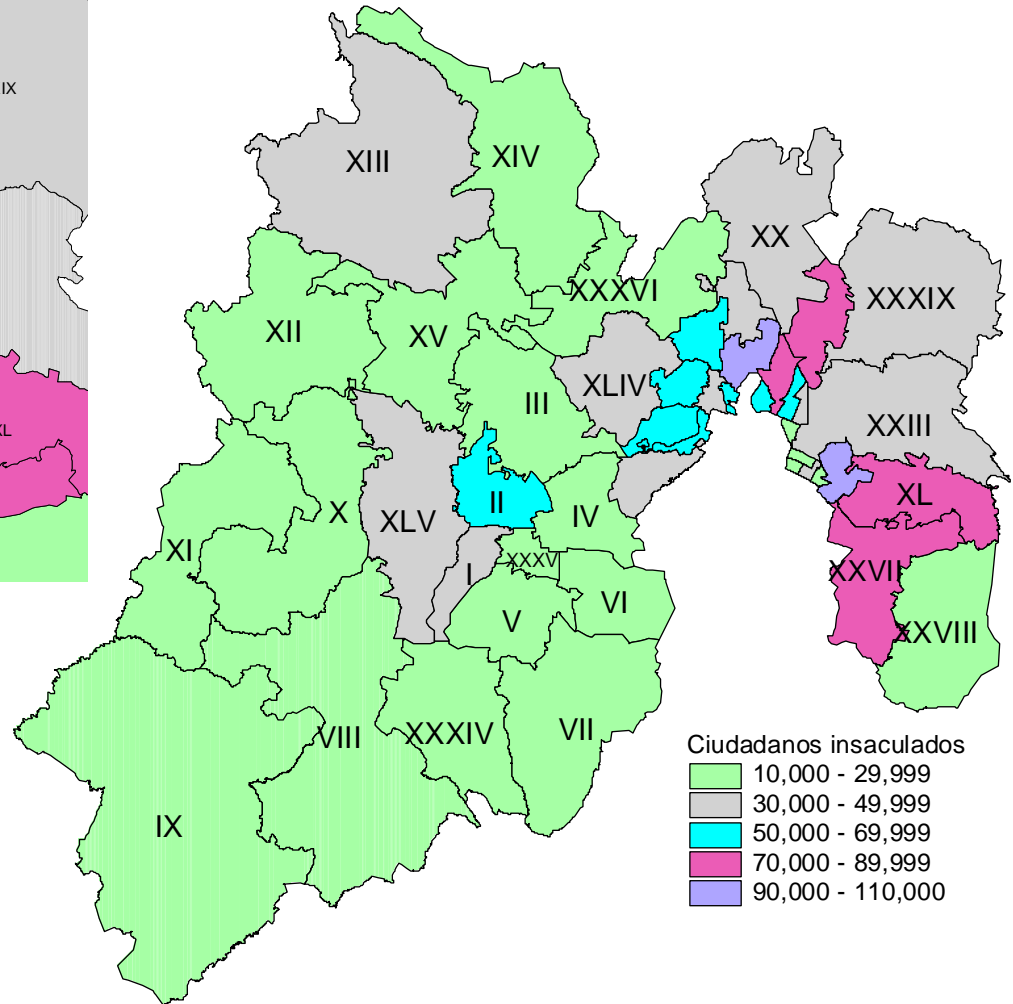 IX
XL
XIII
XIV
XX
XXXVI
XXXIX
XII
XV
XLIV
III
XXIII
II
XL
X
XLV
IV
XI
XXXV
I
XXVII
VI
V
XXVIII
VIII
XXXIV
VII
IX
Ciudadanos insaculados
10,000 - 29,999
30,000 - 49,999
50,000 - 69,999
70,000 - 89,999
90,000 - 110,000